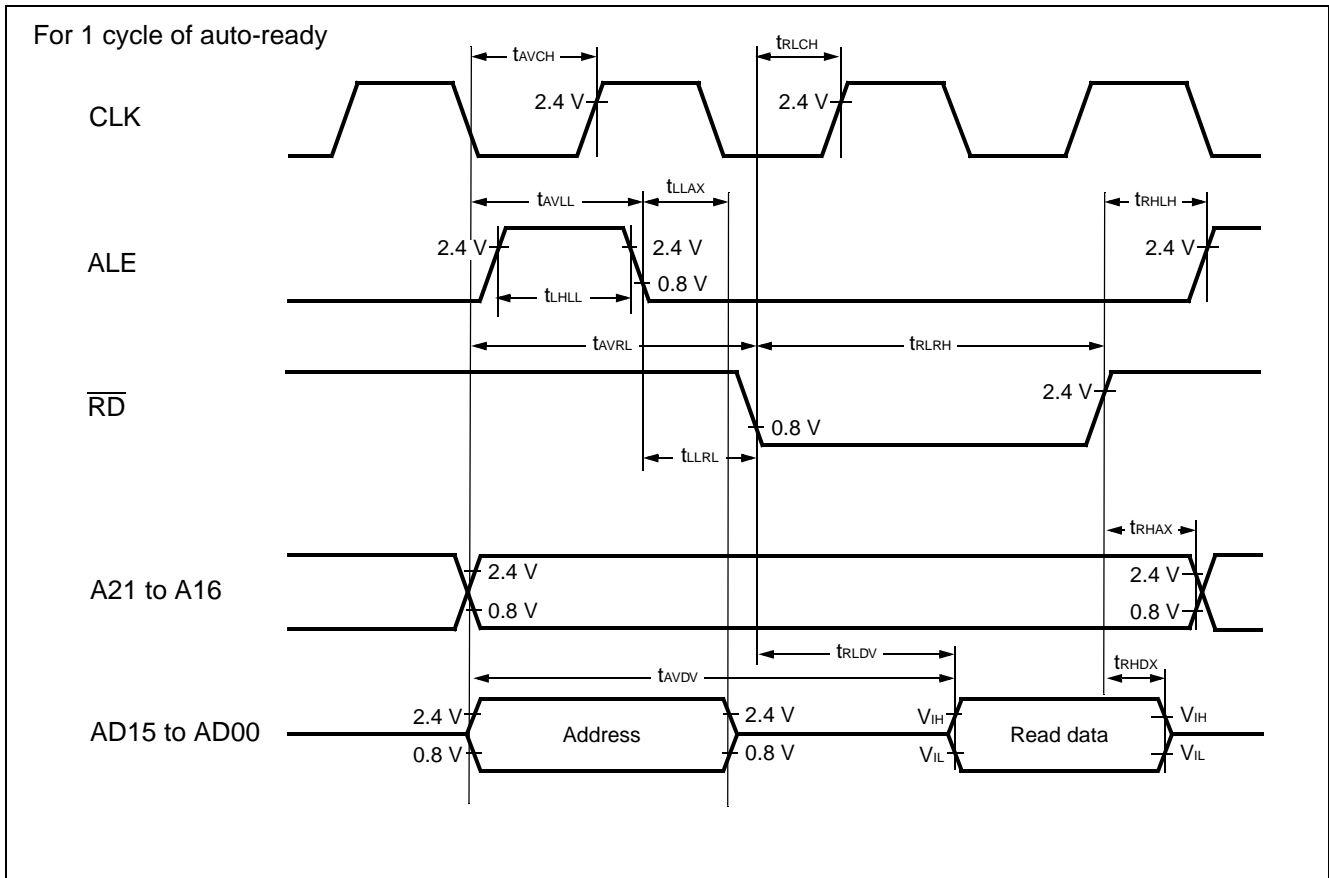 For 1 cycle of auto-ready
tAVCH
tRLCH
CLK
2.4 V
2.4 V
tAVLL
tLLAX
tRHLH
ALE
2.4 V
2.4 V
2.4 V
0.8 V
tLHLL
tAVRL
tRLRH
RD
2.4 V
0.8 V
tLLRL
tRHAX
A21 to A16
2.4 V
2.4 V
0.8 V
0.8 V
tRLDV
tRHDX
tAVDV
AD15 to AD00
2.4 V
Address
2.4 V
VIH
Read data
VIH
0.8 V
0.8 V
VIL
VIL